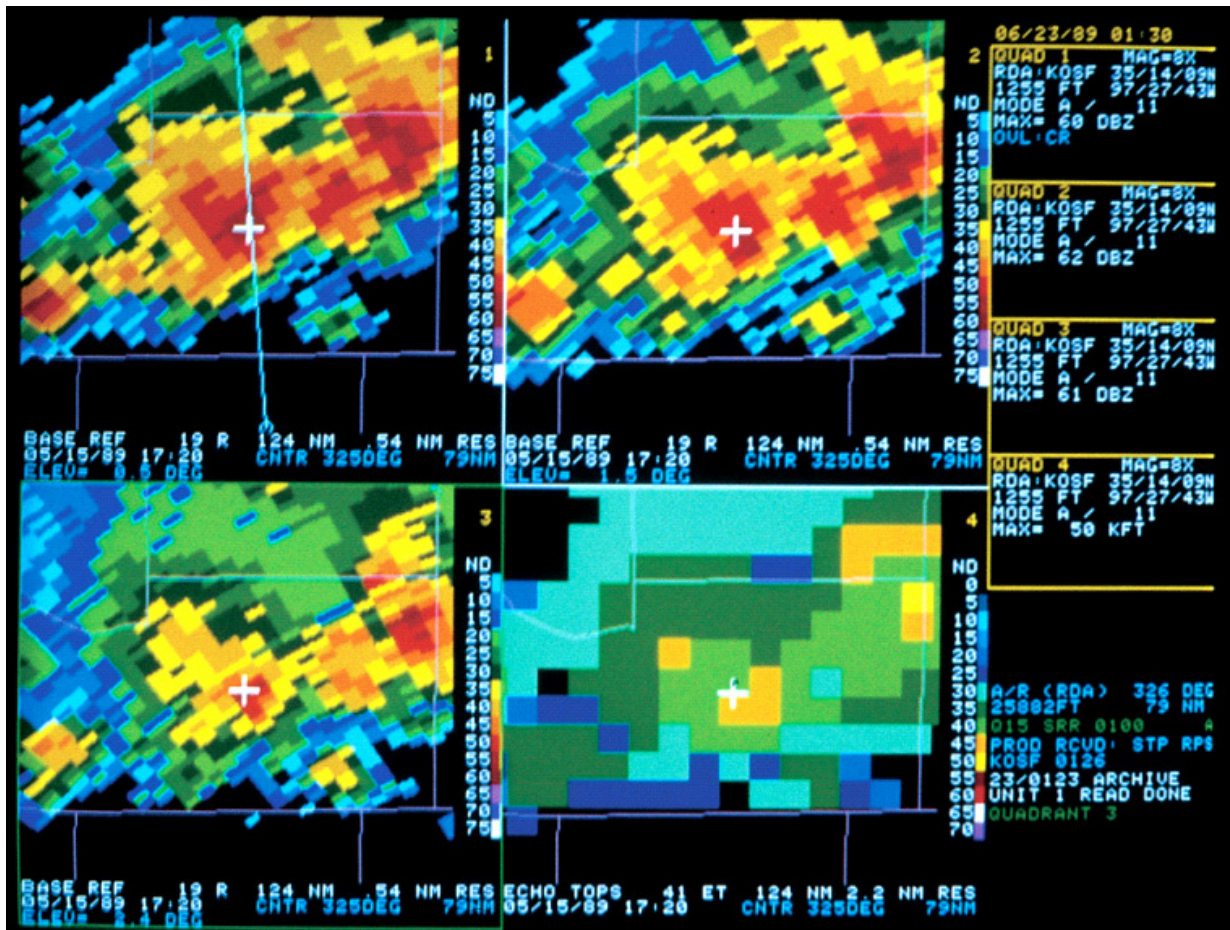 1
ND
5
10
15
20
25
30
35
40
45
50
55
60
65
70
75
BASE REF 19 R 124 NM .54 NM RES
05/15/89 17:20 CNTR 325DEG 79NM
ELEV= 0.6 DEG
2
ND
5
10
15
20
25
30
35
40
45
50
55
60
65
70
75
BASE REF 19 R 124 NM .54 NM RES
05/15/89 17:20 CNTR 325DEG 79NM
ELEV= 1.5 DEG
06/23/89 01:30
QUAD 1 MAG=8X
RDA:KOSF 35/14/09N
1255 FT 97/27/43W
MODE A / 11
MAX= 60 DBZ
OVL:CR
QUAD 2 MAG=8X
RDA:KOSF 35/14/09N
1255 FT 97/27/43W
MODE A / 11
MAX= 62 DBZ
QUAD 3 MAG=8X
RDA:KOSF 35/14/09N
1255 FT 97/27/43W
MODE A / 11
MAX= 61 DBZ
QUAD 4 MAG=8X
RDA:KOSF 35/14/09N
1255 FT 97/27/43W
MODE A / 11
MAX= 50 KFT
3
ND
5
10
15
20
25
30
35
40
45
50
55
60
65
70
75
BASE REF 19 R 124 NM .54 NM RES
05/15/89 17:20 CNTR 325DEG 79NM
ELEV= 2.4 DEG
4
ND
0
5
10
15
20
25
30
35
40
45
50
55
60
65
70
ECHO TOPS 41 ET 124 NM 2.2 NM RES
05/15/89 17:20 CNTR 325DEG 79NM
A/R (RDA) 326 DEG
25882FT 79 NM
Q15 SRR 0100 A
PROD RCVD: STP RPS
KOSF 0126
23/0123 ARCHIVE
UNIT 1 READ DONE
QUADRANT 3